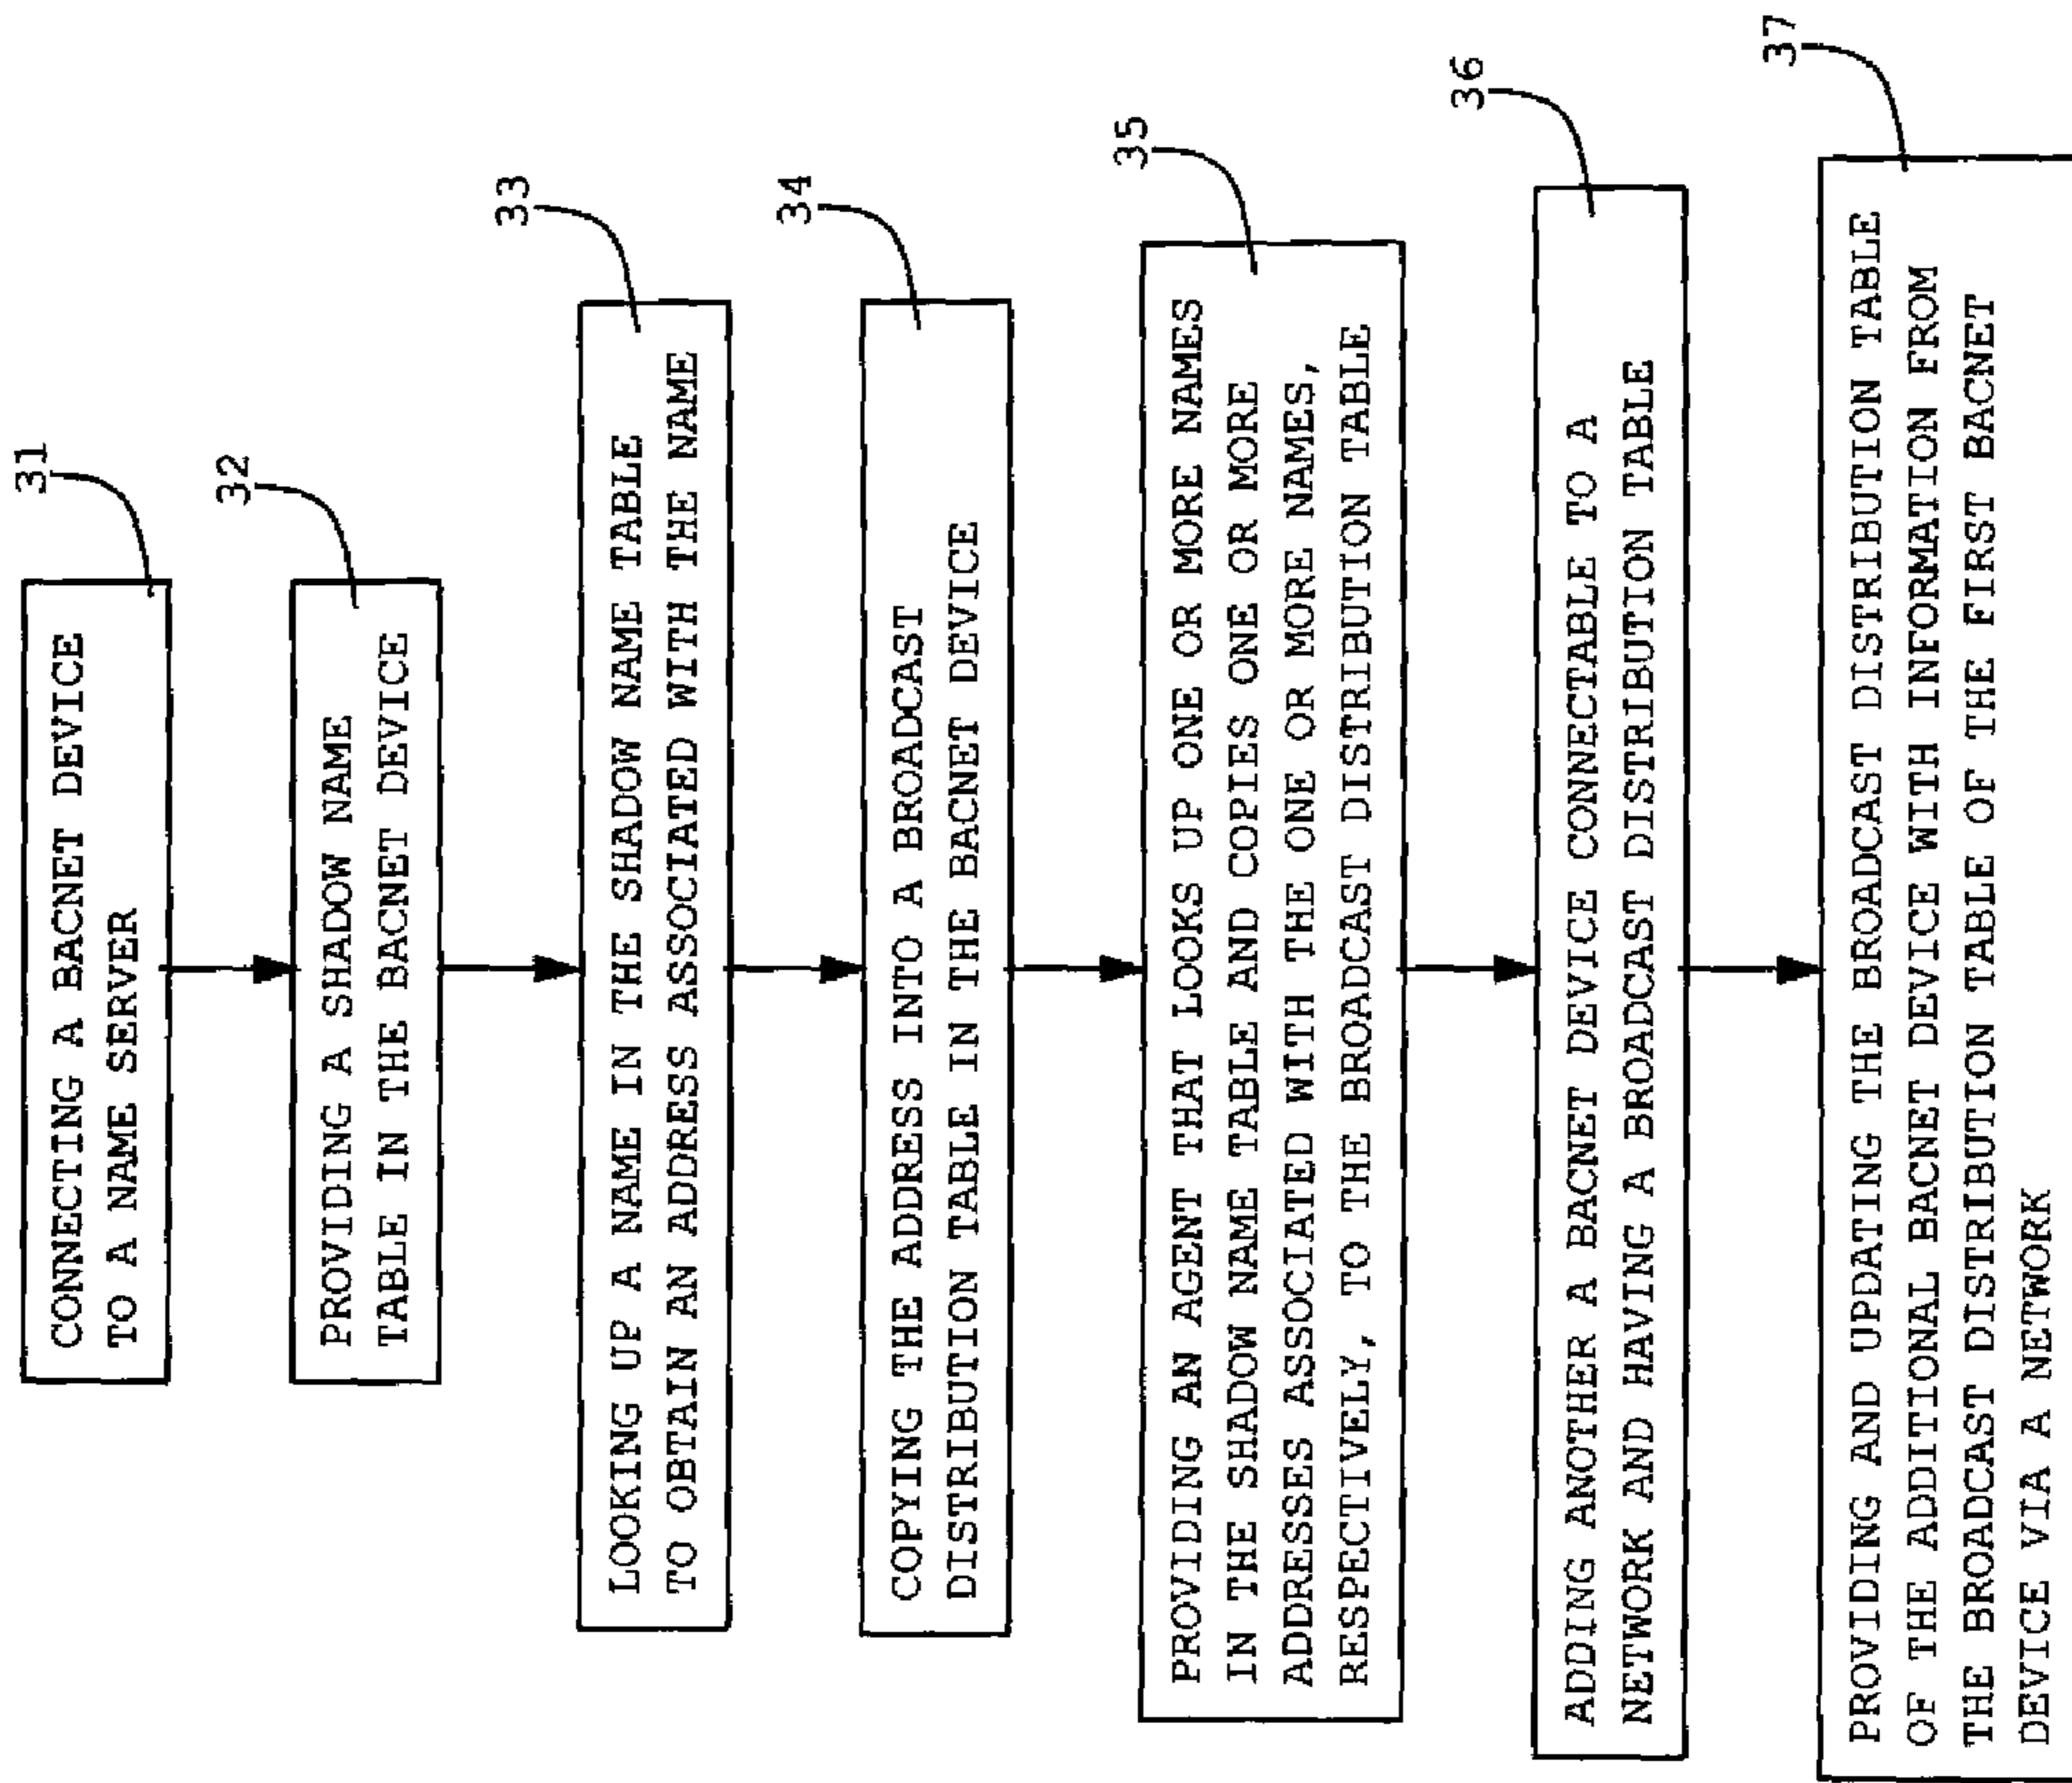 31
CONNECTING A BACNET DEVICE
TO A NAME SERVER
32
PROVIDING A SHADOW NAME
TABLE IN THE BACNET DEVICE
33
LOOKING UP A NAME IN THE SHADOW NAME TABLE
TO OBTAIN AN ADDRESS ASSOCIATED WITH THE NAME
34
COPYING THE ADDRESS INTO A BROADCAST
DISTRIBUTION TABLE IN THE BACNET DEVICE
35
PROVIDING AN AGENT THAT LOOKS UP ONE OR MORE NAMES
IN THE SHADOW NAME TABLE AND COPIES ONE OR MORE
ADDRESSES ASSOCIATED WITH THE ONE OR MORE NAMES,
RESPECTIVELY, TO THE BROADCAST DISTRIBUTION TABLE
36
ADDING ANOTHER A BACNET DEVICE CONNECTABLE TO A
NETWORK AND HAVING A BROADCAST DISTRIBUTION TABLE
37
PROVIDING AND UPDATING THE BROADCAST DISTRIBUTION TABLE
OF THE ADDITIONAL BACNET DEVICE WITH INFORMATION FROM
THE BROADCAST DISTRIBUTION TABLE OF THE FIRST BACNET
DEVICE VIA A NETWORK